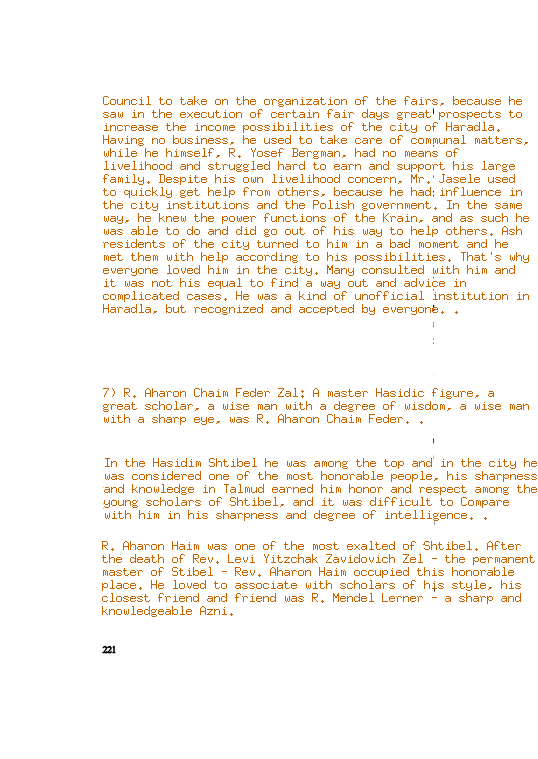 Council to take on the organization of the fairs, because he
saw in the execution of certain fair days great prospects to
increase the income possibilities of the city of Haradla.
Having no business, he used to take care of communal matters,
while he himself, R. Yosef Bergman, had no means of
livelihood and struggled hard to earn and support his large
family. Despite his own livelihood concern, Mr. Jasele used
to quickly get help from others, because he had influence in
the city institutions and the Polish government. In the same
way, he knew the power functions of the Krain, and as such he
was able to do and did go out of his way to help others. Ash
residents of the city turned to him in a bad moment and he
met them with help according to his possibilities. That's why
everyone loved him in the city. Many consulted with him and
it was not his equal to find a way out and advice in
complicated cases. He was a kind of unofficial institution in
Haradla, but recognized and accepted by everyone. .
7) R. Aharon Chaim Feder Zal: A master Hasidic figure, a
great scholar, a wise man with a degree of wisdom, a wise man
with a sharp eye, was R. Aharon Chaim Feder. .
In the Hasidim Shtibel he was among the top and in the city he
was considered one of the most honorable people, his sharpness
and knowledge in Talmud earned him honor and respect among the
young scholars of Shtibel, and it was difficult to Compare
with him in his sharpness and degree of intelligence. .
R. Aharon Haim was one of the most exalted of Shtibel. After
the death of Rev. Levi Yitzchak Zavidovich Zel - the permanent
master of Stibel - Rev. Aharon Haim occupied this honorable
place. He loved to associate with scholars of his style, his
closest friend and friend was R. Mendel Lerner - a sharp and
knowledgeable Azni.
221